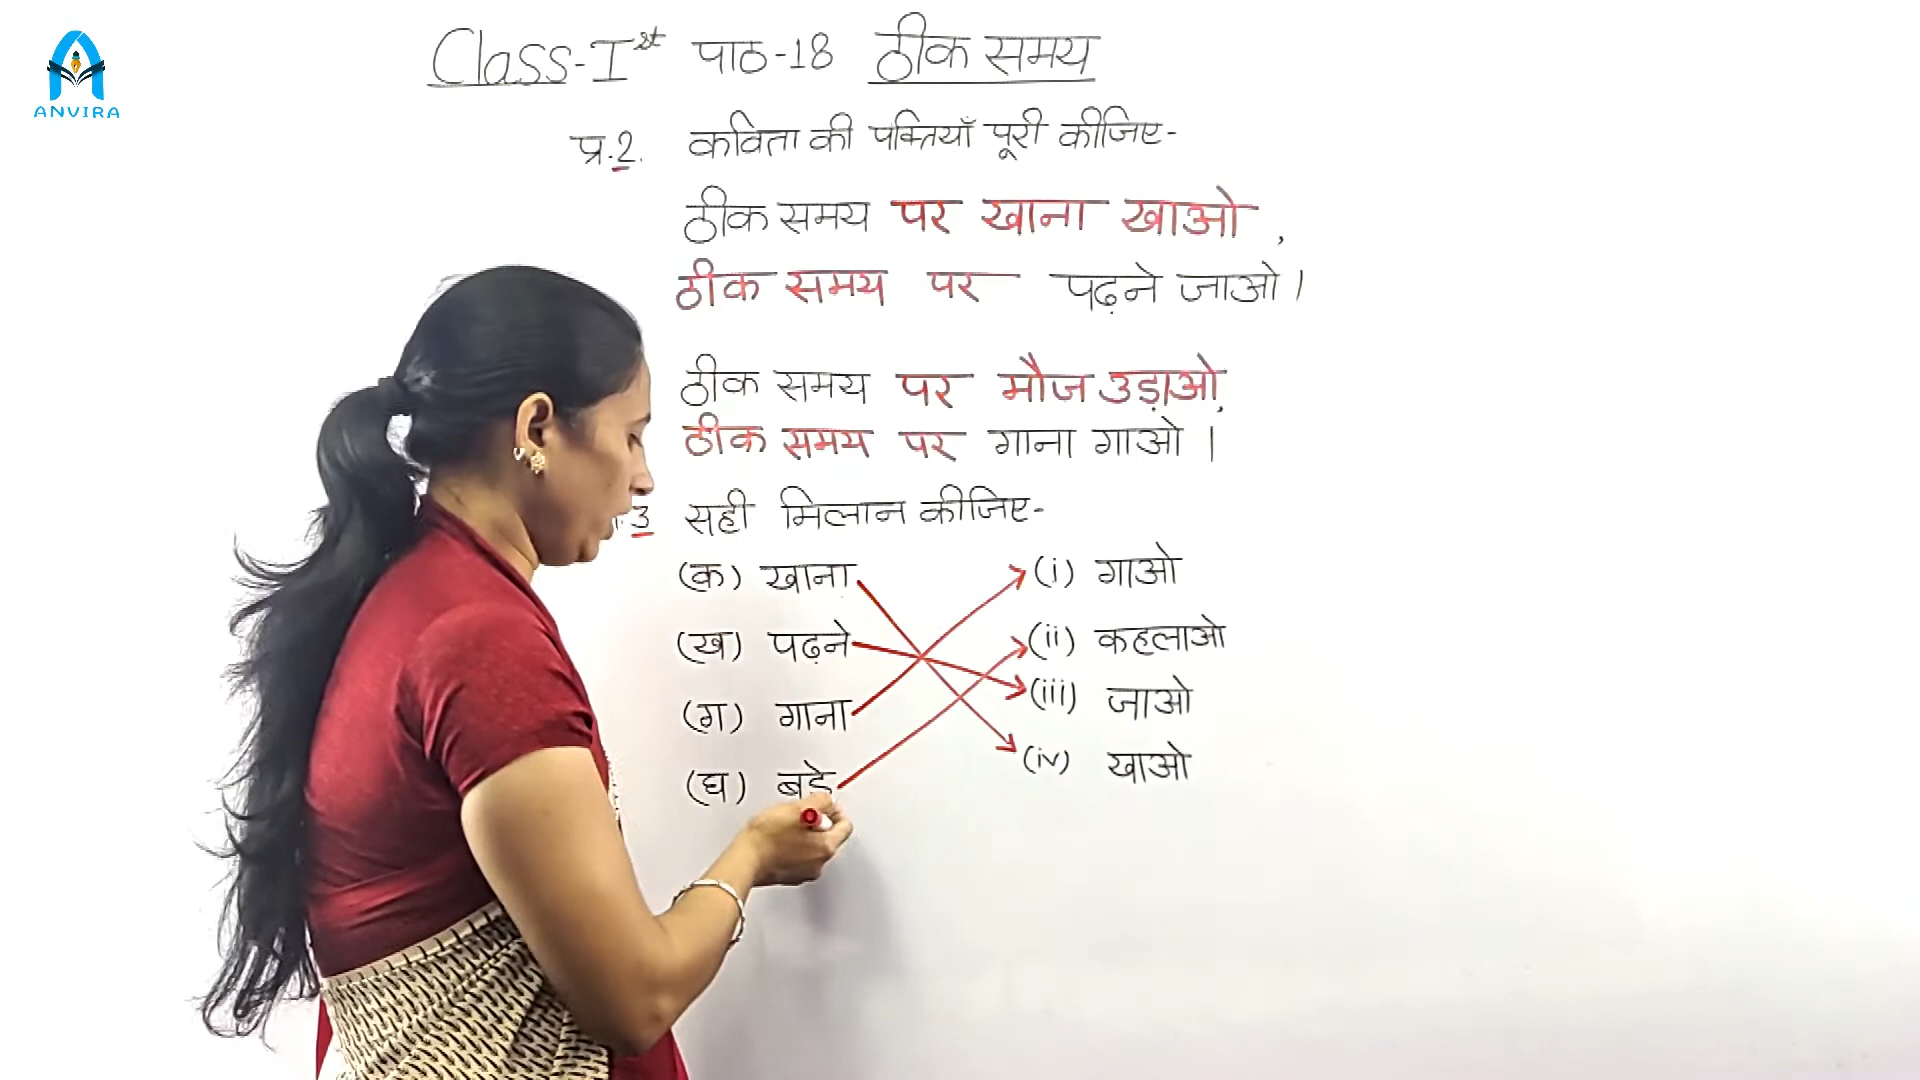 ANVIRA
Class-Ist पाठ-18 ठीक समय
प्र.2. कविता की पंक्तियाँ पूरी कीजिए-
ठीक समय पर खाना खाओ,
ठीक समय पर पढ़ने जाओ।
ठीक समय पर मौज उड़ाओ,
ठीक समय पर गाना गाओ।
.3 सही मिलान कीजिए-
(क) खाना (i) गाओ
(ख) पढ़ने (ii) कहलाओ
(ग) गाना (iii) जाओ
(घ) बड़े (iv) खाओ